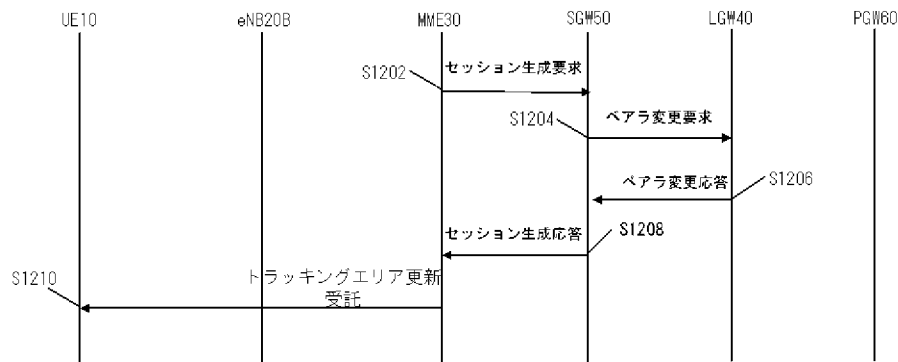 UE10 eNB20B MME30 SGW50 LGW40 PGW60
S1202 セッション生成要求
S1204 ベアラ変更要求
ベアラ変更応答 S1206
セッション生成応答 S1208
S1210 トラッキングエリア更新
受託